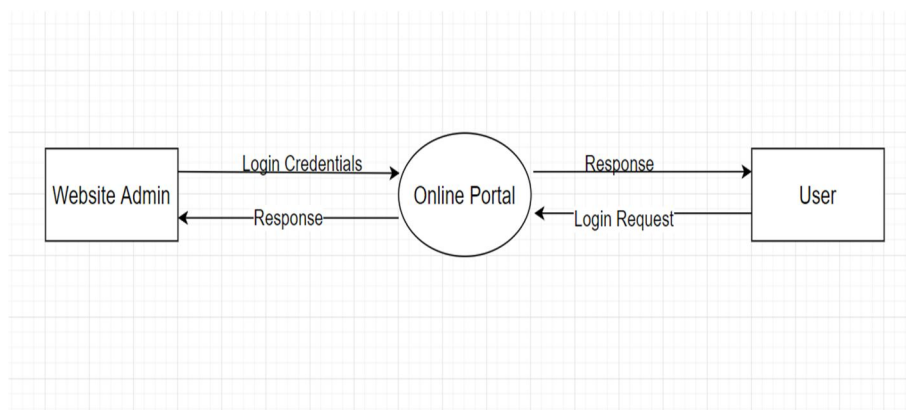 Login Credentials
Response
Website Admin
Online Portal
User
Response
Login Request